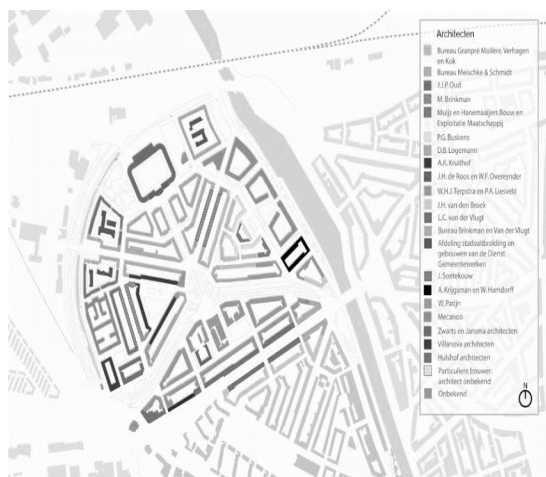 Architecten
Bureau Granpré Molière, Verhagen
en Kok
Bureau Meischke & Schmidt
J.J.P. Oud
M. Brinkman
Muijs en Hanemaaijers Bouw en
Exploitatie Maatschappij
P.G. Buskens
D.B. Logemann
A.K. Kruithof
J.H. de Roos en W.F. Overeynder
W.H.J. Terpstra en P.A. Liesveld
J.H. van den Broek
L.C. van der Vlugt
Bureau Brinkman en Van der Vlugt
Afdeling stadsuitbreiding en
gebouwen van de Dienst
Gemeentewerken
J. Soetekouw
A. Krijgsman en W. Hamdorff
W. Patijn
Mecanoo
Zwarts en Jansma architecten
Villanova architecten
Hulshof architecten
Particuliere bouwer:
architect onbekend
Onbekend
N